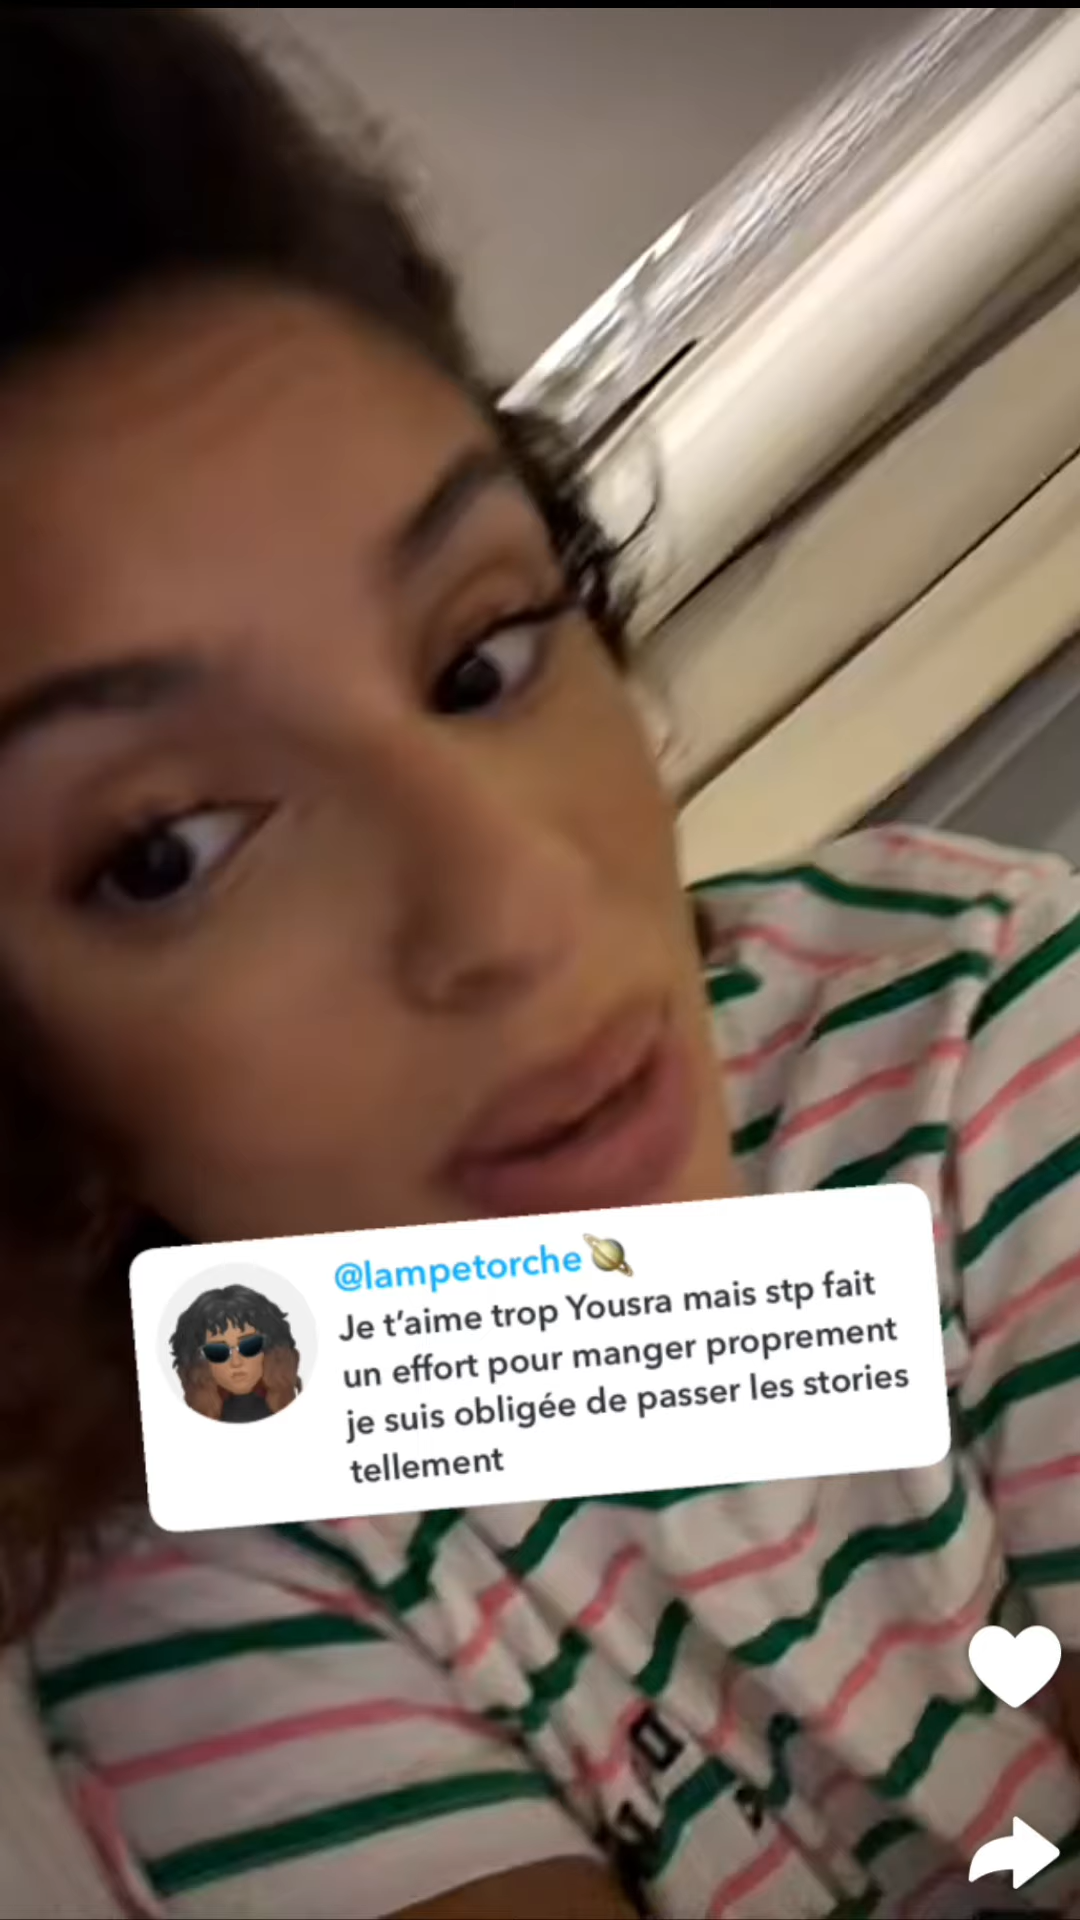 @lampetorche🪐
Je t’aime trop Yousra mais stp fait
un effort pour manger proprement
je suis obligée de passer les stories
tellement